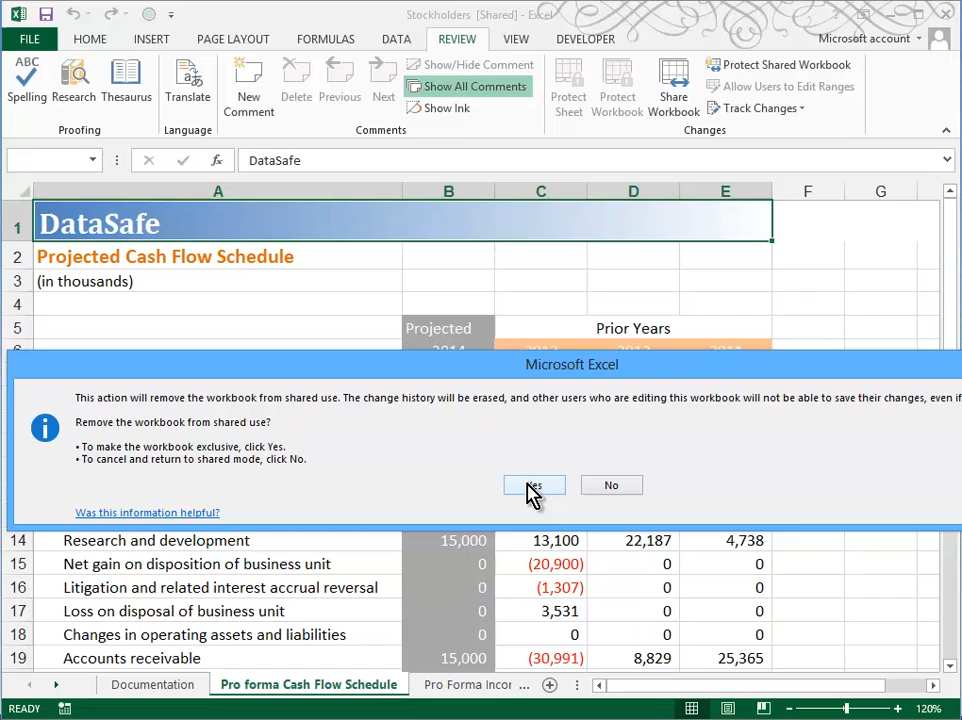 Stockholders [Shared] - Excel
FILE HOME INSERT PAGE LAYOUT FORMULAS DATA REVIEW VIEW DEVELOPER Microsoft account
ABC
Spelling Research Thesaurus
Proofing
Translate
Language
New Comment
Delete Previous Next
Show/Hide Comment
Show All Comments
Show Ink
Comments
Protect Sheet
Protect Workbook
Share Workbook
Protect Shared Workbook
Allow Users to Edit Ranges
Track Changes
Changes
fx DataSafe
A B C D E F G
1 DataSafe
2 Projected Cash Flow Schedule
3 (in thousands)
4
5 Projected Prior Years
Microsoft Excel
This action will remove the workbook from shared use. The change history will be erased, and other users who are editing this workbook will not be able to save their changes, even if
Remove the workbook from shared use?
• To make the workbook exclusive, click Yes.
• To cancel and return to shared mode, click No.
Yes No
Was this information helpful?
14 Research and development 15,000 13,100 22,187 4,738
15 Net gain on disposition of business unit 0 (20,900) 0 0
16 Litigation and related interest accrual reversal 0 (1,307) 0 0
17 Loss on disposal of business unit 0 3,531 0 0
18 Changes in operating assets and liabilities 0 0 0 0
19 Accounts receivable 15,000 (30,991) 8,829 25,365
Documentation Pro forma Cash Flow Schedule Pro Forma Incor ...
READY 120%